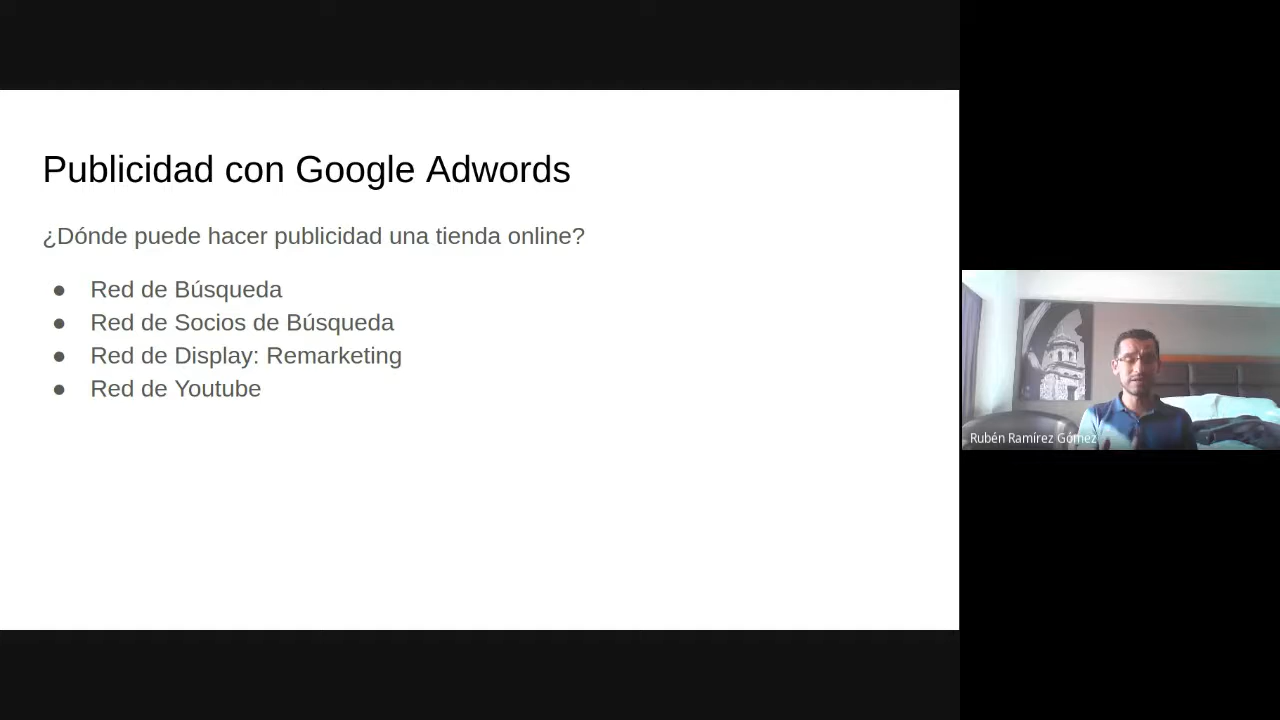 Publicidad con Google Adwords
¿Dónde puede hacer publicidad una tienda online?
● Red de Búsqueda
● Red de Socios de Búsqueda
● Red de Display: Remarketing
● Red de Youtube
Rubén Ramírez Gómez